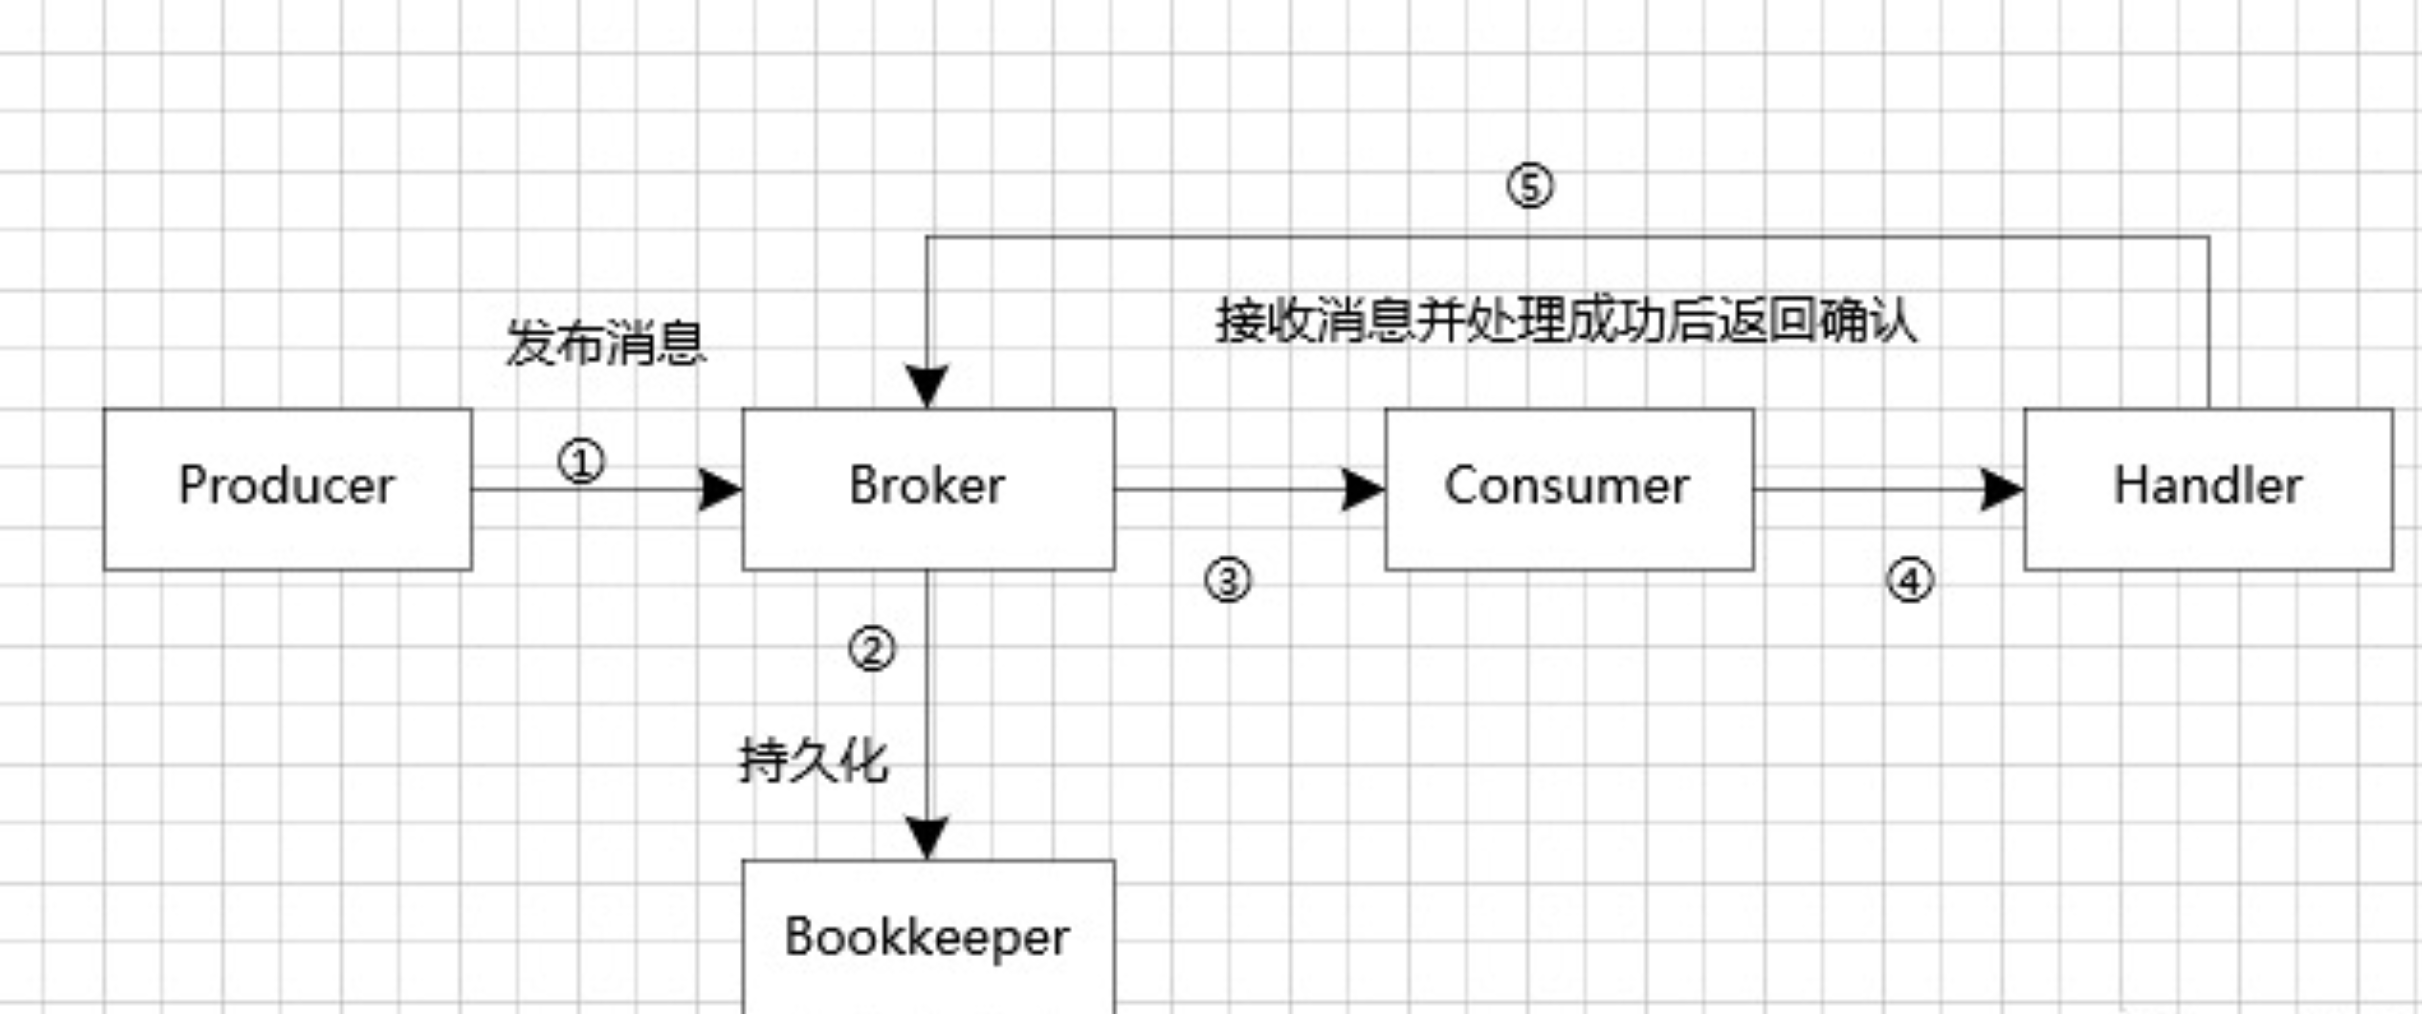 ⑤
发布消息
接收消息并处理成功后返回确认
Producer
①
Broker
Consumer
Handler
③
④
②
持久化
Bookkeeper